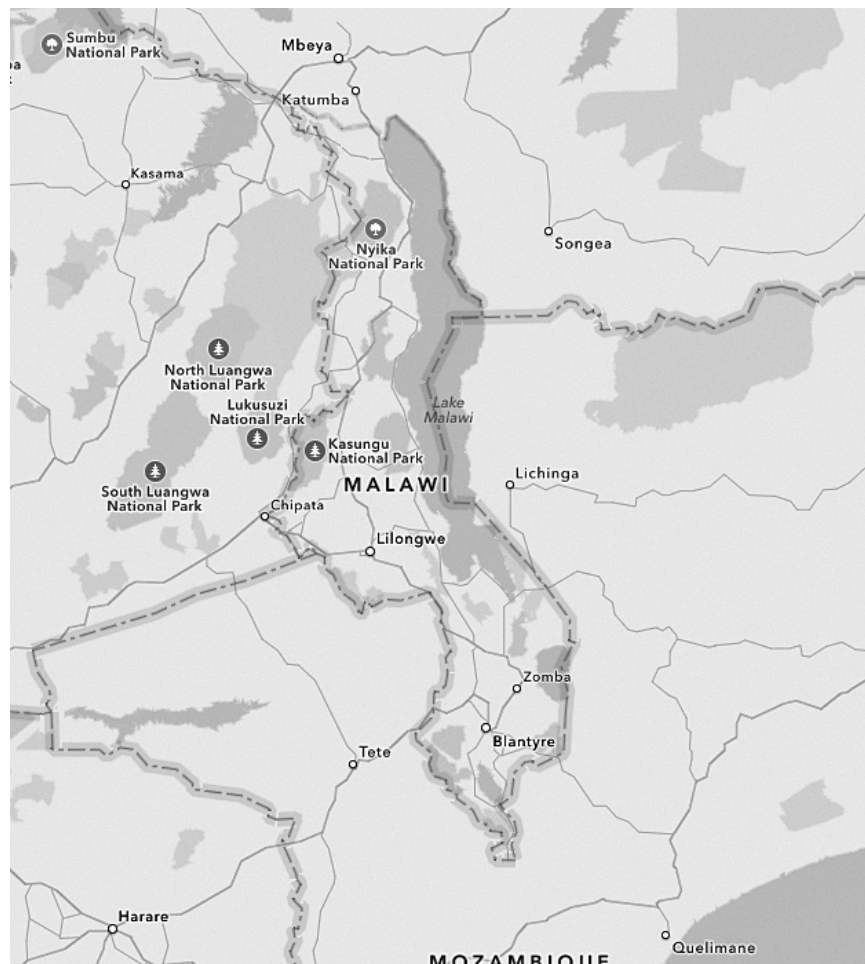 Sumbu
National Park
Mbeya
Katumba
Kasama
Songea
Nyika
National Park
North Luangwa
National Park
Lukusuzi
National Park
Lake
Malawi
Kasungu
National Park
South Luangwa
National Park
MALAWI
Lichinga
Chipata
Lilongwe
Zomba
Blantyre
Tete
Harare
Quelimane
MOZAMBIQUE